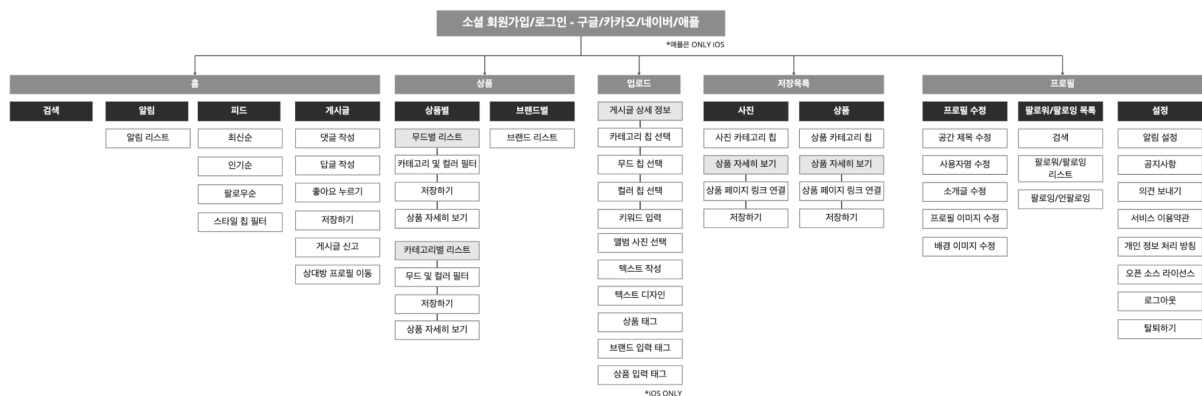 소셜 회원가입/로그인 - 구글/카카오/네이버/애플
*애플은 ONLY iOS
홈
검색
알림
알림 리스트
피드
최신순
인기순
팔로우순
스타일 칩 필터
게시글
댓글 작성
답글 작성
좋아요 누르기
저장하기
게시글 신고
상대방 프로필 이동
상품
상품별
무드별 리스트
카테고리 및 컬러 필터
저장하기
상품 자세히 보기
카테고리별 리스트
무드 및 컬러 필터
저장하기
상품 자세히 보기
브랜드별
브랜드 리스트
업로드
게시글 상세 정보
카테고리 칩 선택
무드 칩 선택
컬러 칩 선택
키워드 입력
앨범 사진 선택
텍스트 작성
텍스트 디자인
상품 태그
브랜드 입력 태그
상품 입력 태그
*iOS ONLY
저장목록
사진
사진 카테고리 칩
상품 자세히 보기
상품 페이지 링크 연결
저장하기
상품
상품 카테고리 칩
상품 자세히 보기
상품 페이지 링크 연결
저장하기
프로필
프로필 수정
공간 제목 수정
사용자명 수정
소개글 수정
프로필 이미지 수정
배경 이미지 수정
팔로워/팔로잉 목록
검색
팔로워/팔로잉
리스트
팔로잉/언팔로잉
설정
알림 설정
공지사항
의견 보내기
서비스 이용약관
개인 정보 처리 방침
오픈 소스 라이선스
로그아웃
탈퇴하기